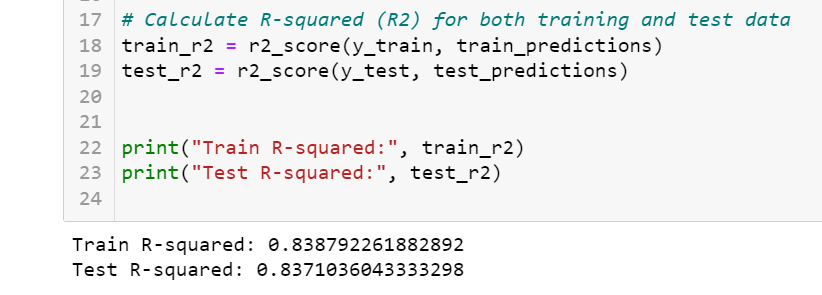 17 # Calculate R-squared (R2) for both training and test data
18 train_r2 = r2_score(y_train, train_predictions)
19 test_r2 = r2_score(y_test, test_predictions)
20
21
22 print("Train R-squared:", train_r2)
23 print("Test R-squared:", test_r2)
24
Train R-squared: 0.838792261882892
Test R-squared: 0.8371036043333298